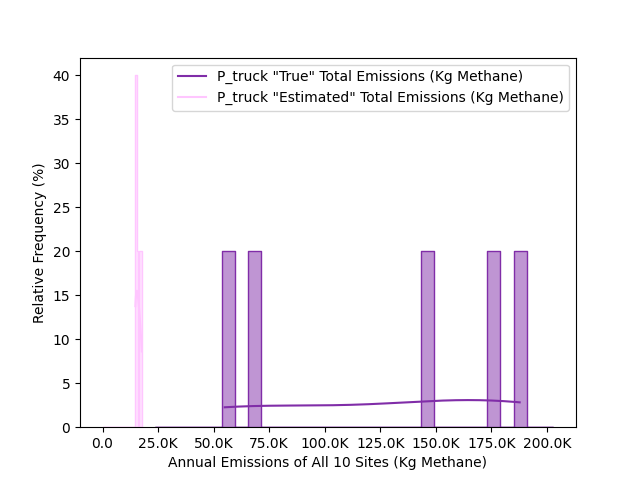 P_truck "True" Total Emissions (Kg Methane)
P_truck "Estimated" Total Emissions (Kg Methane)
40
35
30
25
20
15
10
5
0
Relative Frequency (%)
0.0 25.0K 50.0K 75.0K 100.0K 125.0K 150.0K 175.0K 200.0K
Annual Emissions of All 10 Sites (Kg Methane)